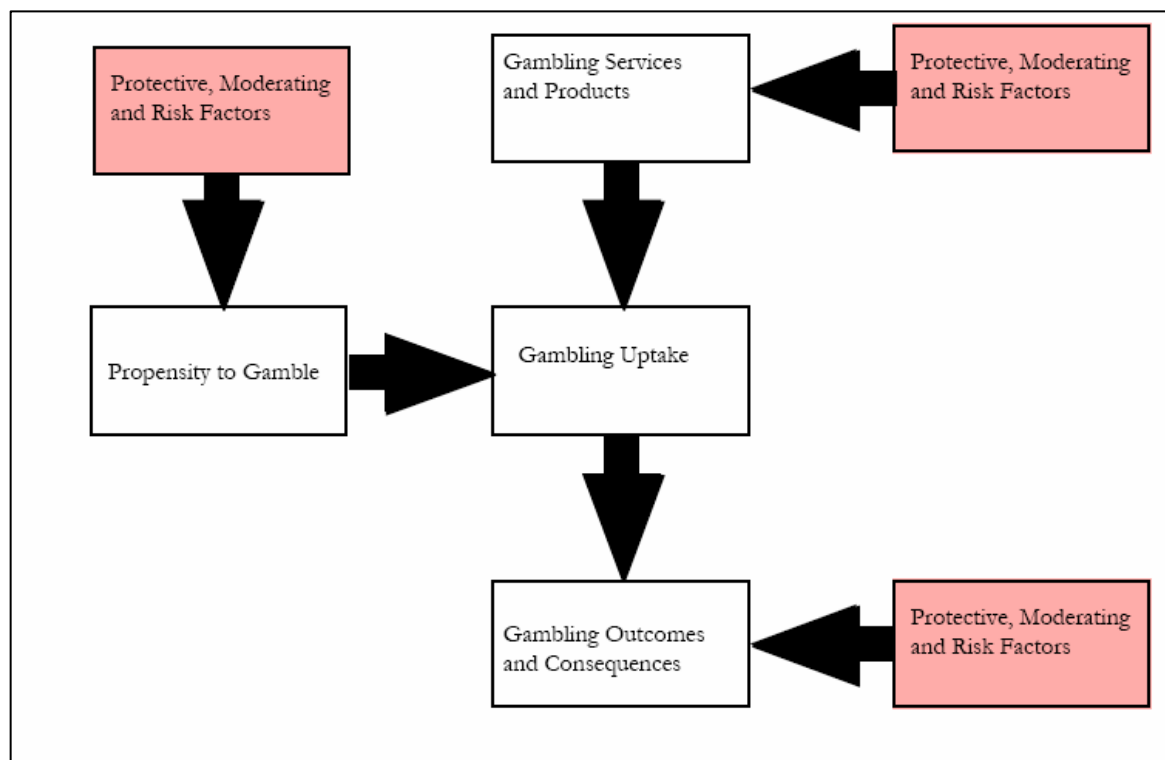 Protective, Moderating
and Risk Factors
Gambling Services
and Products
Protective, Moderating
and Risk Factors
Propensity to Gamble
Gambling Uptake
Gambling Outcomes
and Consequences
Protective, Moderating
and Risk Factors